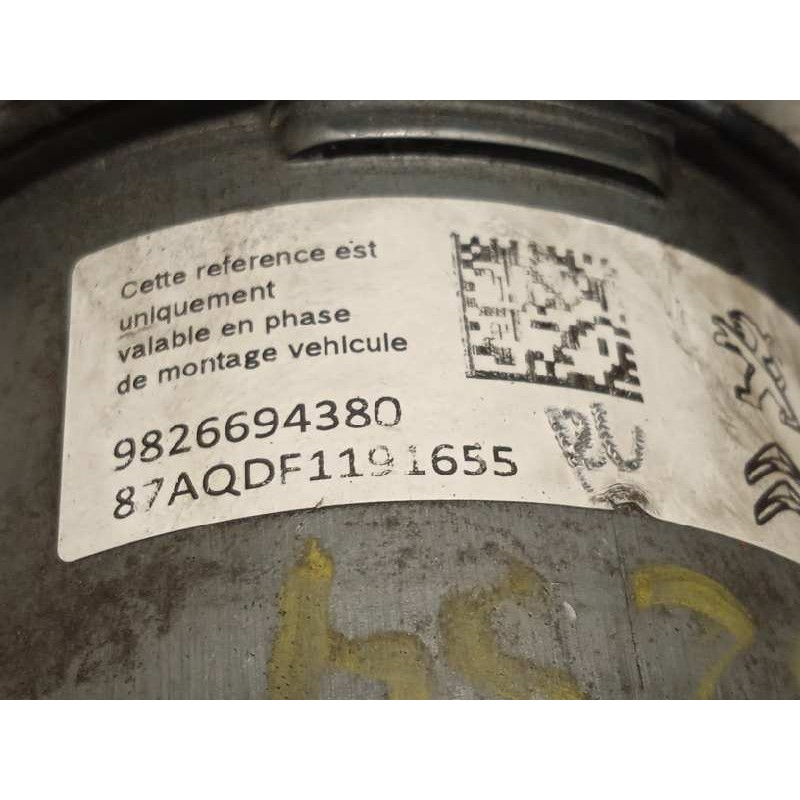 Cette reference est
uniquement
valable en phase
de montage vehicule
9826694380
87AQDF1191655